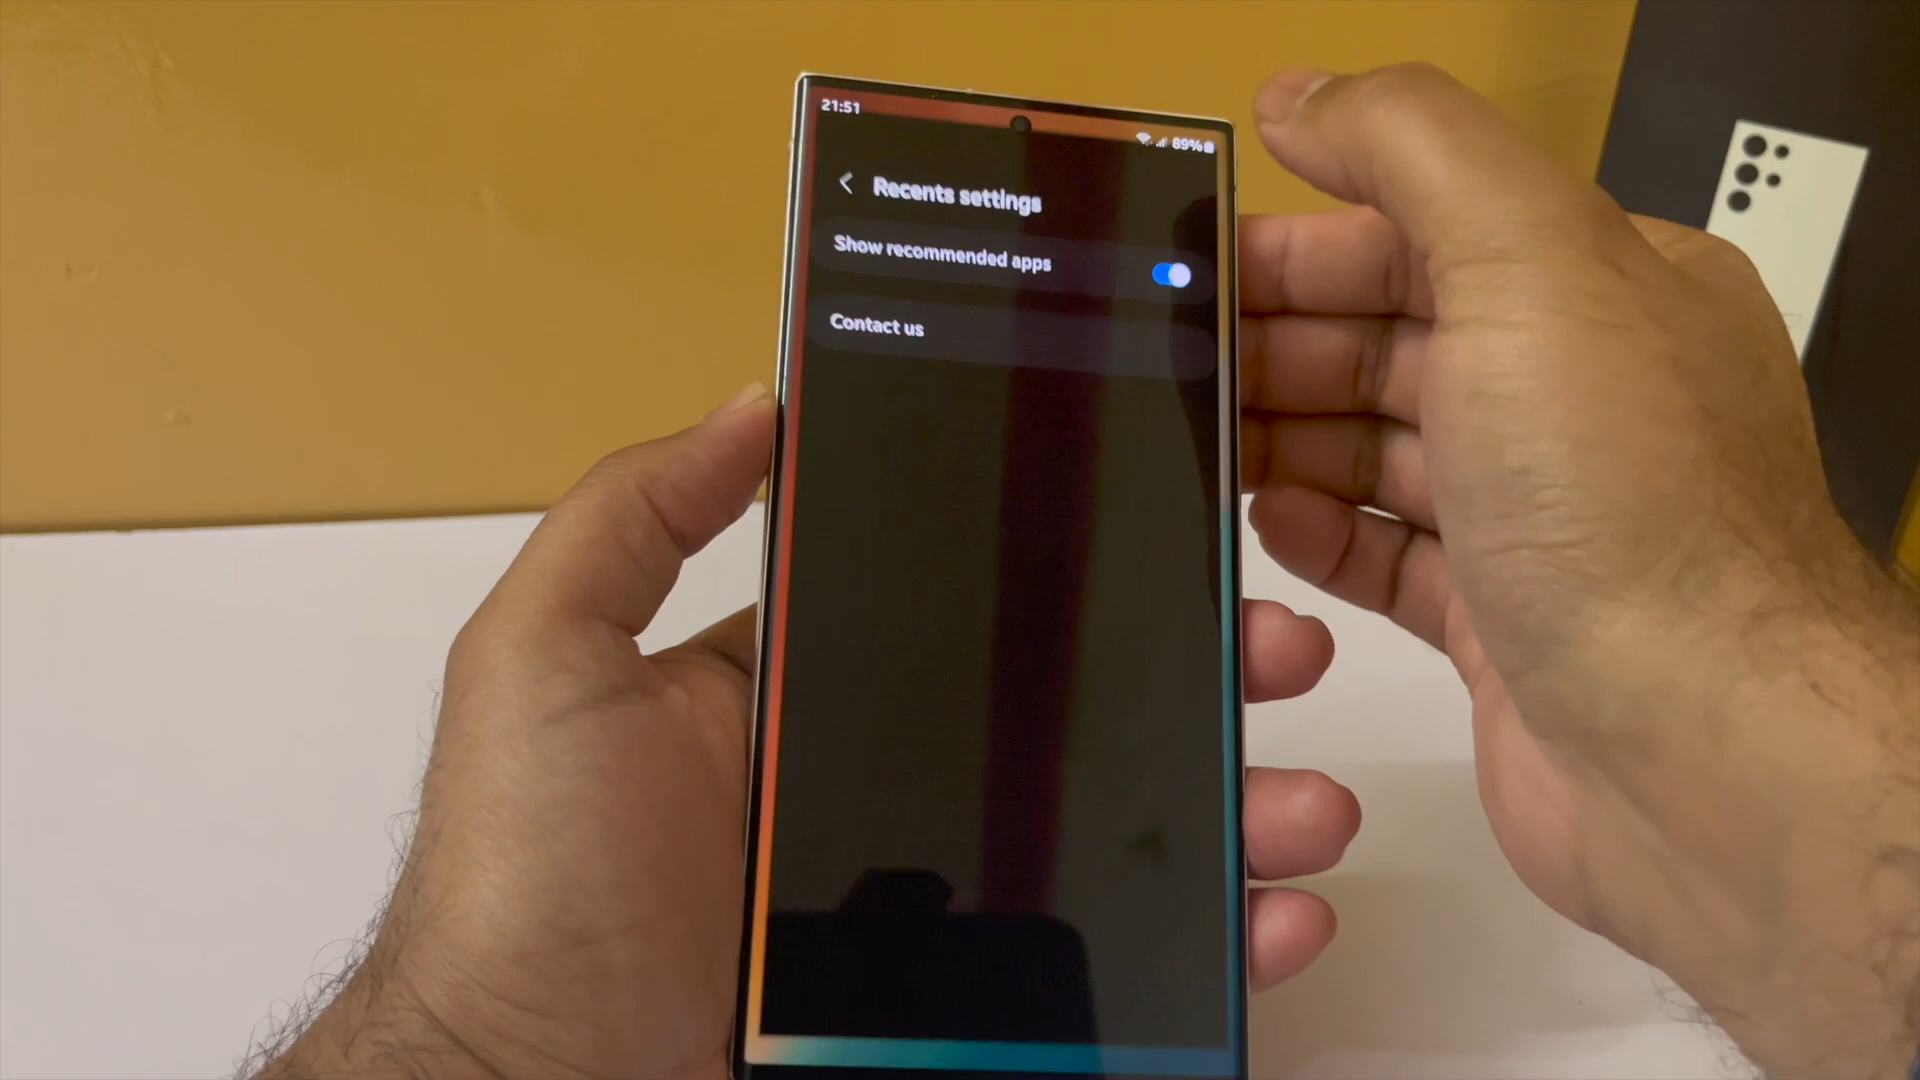 21:51
89%
Recents settings
Show recommended apps
Contact us